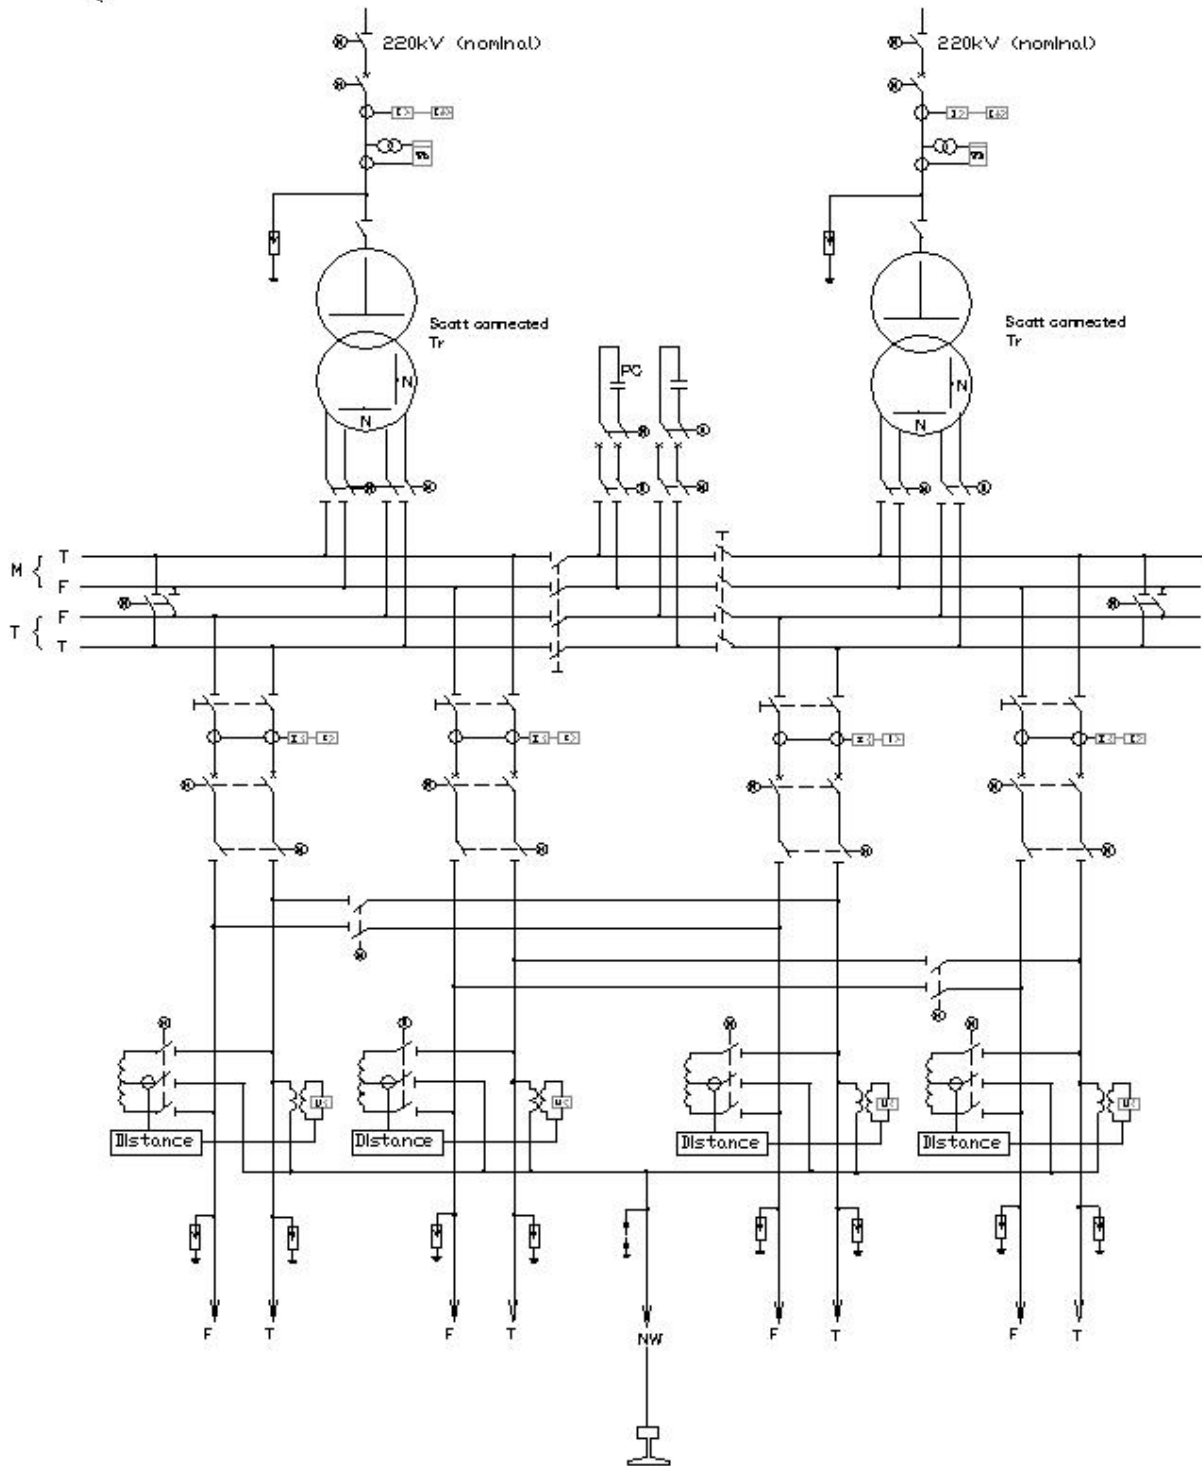 220kV (nominal) 220kV (nominal)
Scott connected
Tr
Scott connected
Tr
PC
N
N
N
N
M { T
F
T { F
T
Distance Distance Distance Distance
F T F T NW F T F T